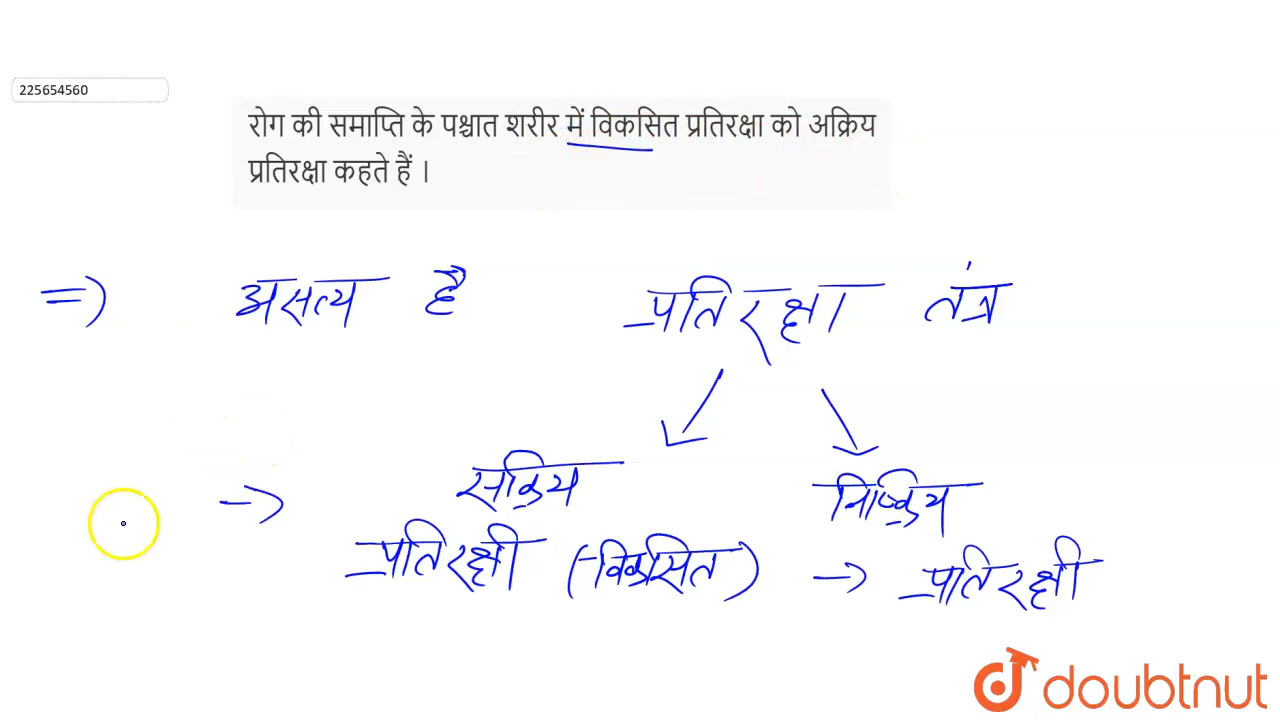 225654560
रोग की समाप्ति के पश्चात शरीर में विकसित प्रतिरक्षा को अक्रिय
प्रतिरक्षा कहते हैं ।
=) असत्य है प्रतिरक्षा तंत्र
→ सक्रिय निष्क्रिय
प्रतिरक्षी (विकसित) → प्रतिरक्षी
doubtnut